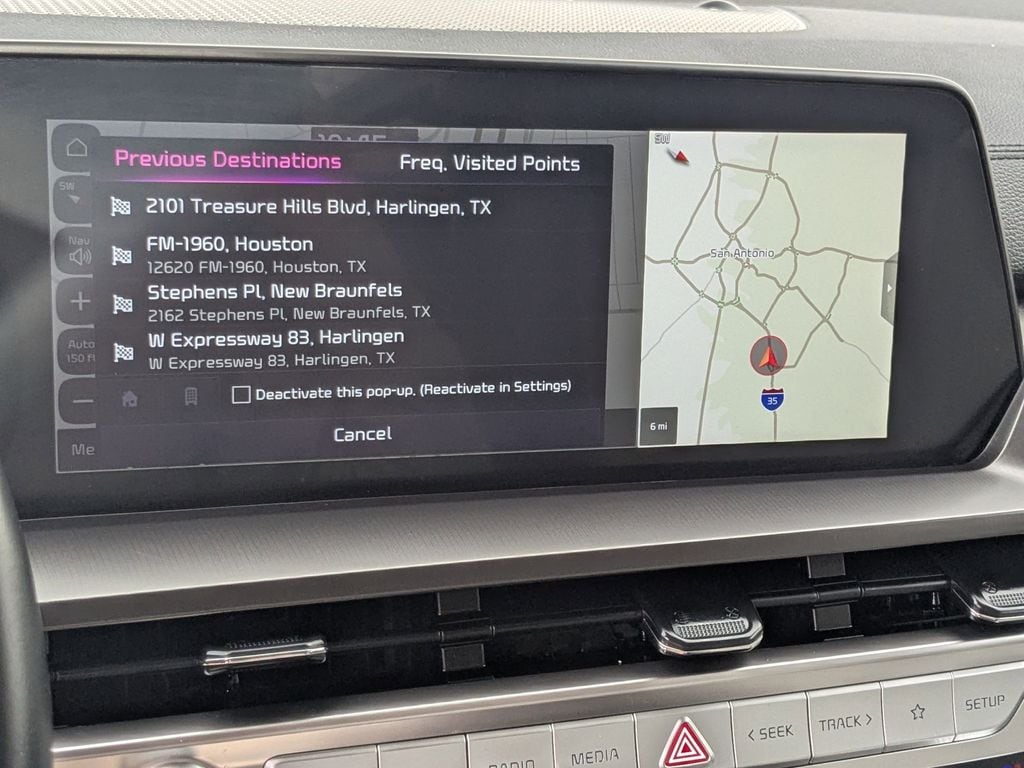 SW
Previous Destinations
Freq. Visited Points
2101 Treasure Hills Blvd, Harlingen, TX
FM-1960, Houston
12620 FM-1960, Houston, TX
Stephens Pl, New Braunfels
2162 Stephens Pl, New Braunfels, TX
W Expressway 83, Harlingen
W Expressway 83, Harlingen, TX
Deactivate this pop-up. (Reactivate in Settings)
Cancel
SW
Nav
+
Auto
150 ft
−
Me
San Antonio
35
6 mi
RADIO
MEDIA
< SEEK
TRACK >
SETUP